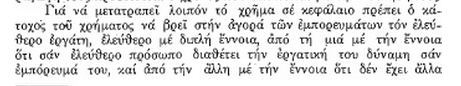 Γιά νά μετατραπεῖ λοιπόν τό χρῆμα σέ κεφάλαιο πρέπει ὁ κά-
τοχος τοῦ χρήματος νά βρεῖ στήν ἀγορά τῶν ἐμπορευμάτων τόν ἐλεύ-
θερο ἐργάτη, ἐλεύθερο μέ διπλή ἔννοια, ἀπό τή μιά μέ τήν ἔννοια
ὅτι σάν ἐλεύθερο πρόσωπο διαθέτει τήν ἐργατική του δύναμη σάν
ἐμπόρευμά του, καί ἀπό τήν ἄλλη μέ τήν ἔννοια ὅτι δέν ἔχει ἄλλα